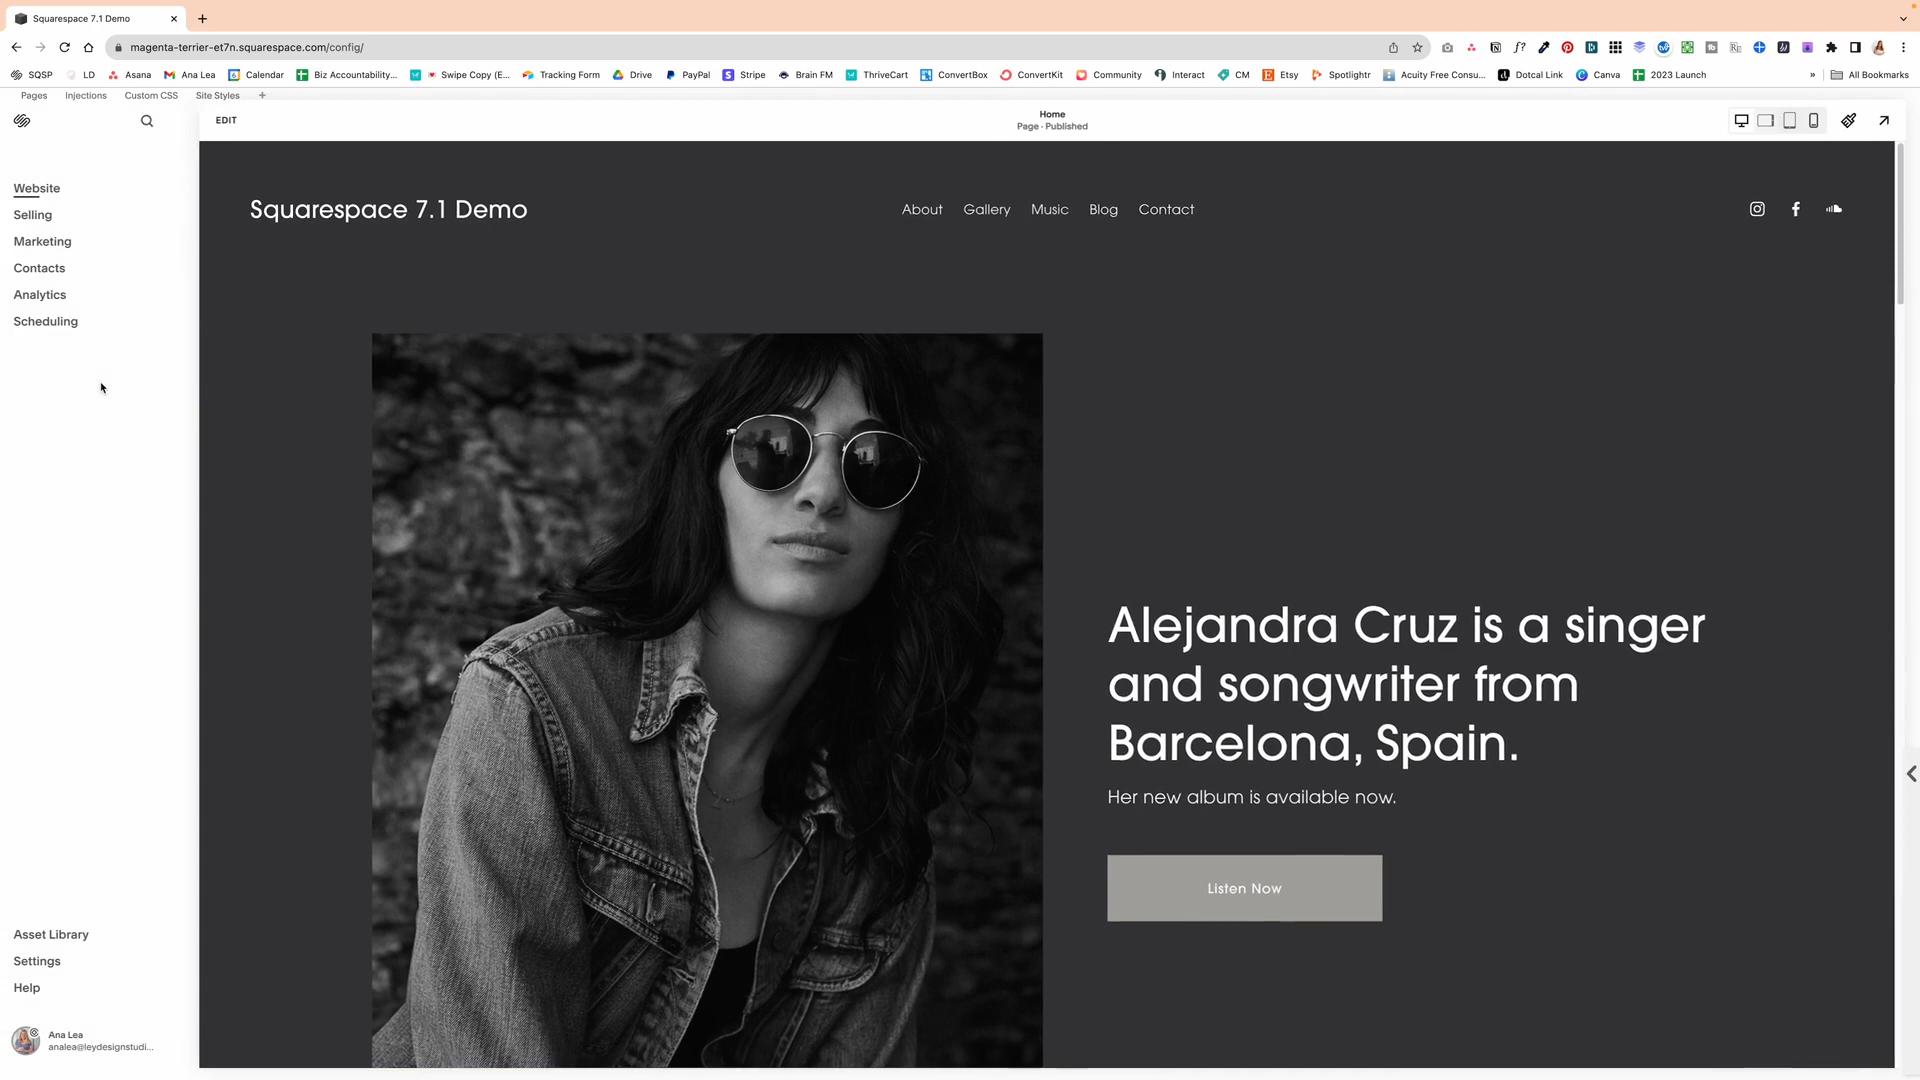 Squarespace 7.1 Demo
magenta-terrier-et7n.squarespace.com/config/
SQSP LD Asana Ana Lea Calendar Biz Accountability... Swipe Copy (E... Tracking Form Drive PayPal Stripe Brain FM ThriveCart ConvertBox ConvertKit Community Interact CM Etsy Spotlightr Acuity Free Consu... Dotcal Link Canva 2023 Launch » All Bookmarks
Pages Injections Custom CSS Site Styles +
EDIT
Home
Page · Published
Website
Selling
Marketing
Contacts
Analytics
Scheduling
Squarespace 7.1 Demo
About Gallery Music Blog Contact
Alejandra Cruz is a singer
and songwriter from
Barcelona, Spain.
Her new album is available now.
Listen Now
Asset Library
Settings
Help
Ana Lea
analea@leydesignstudi...